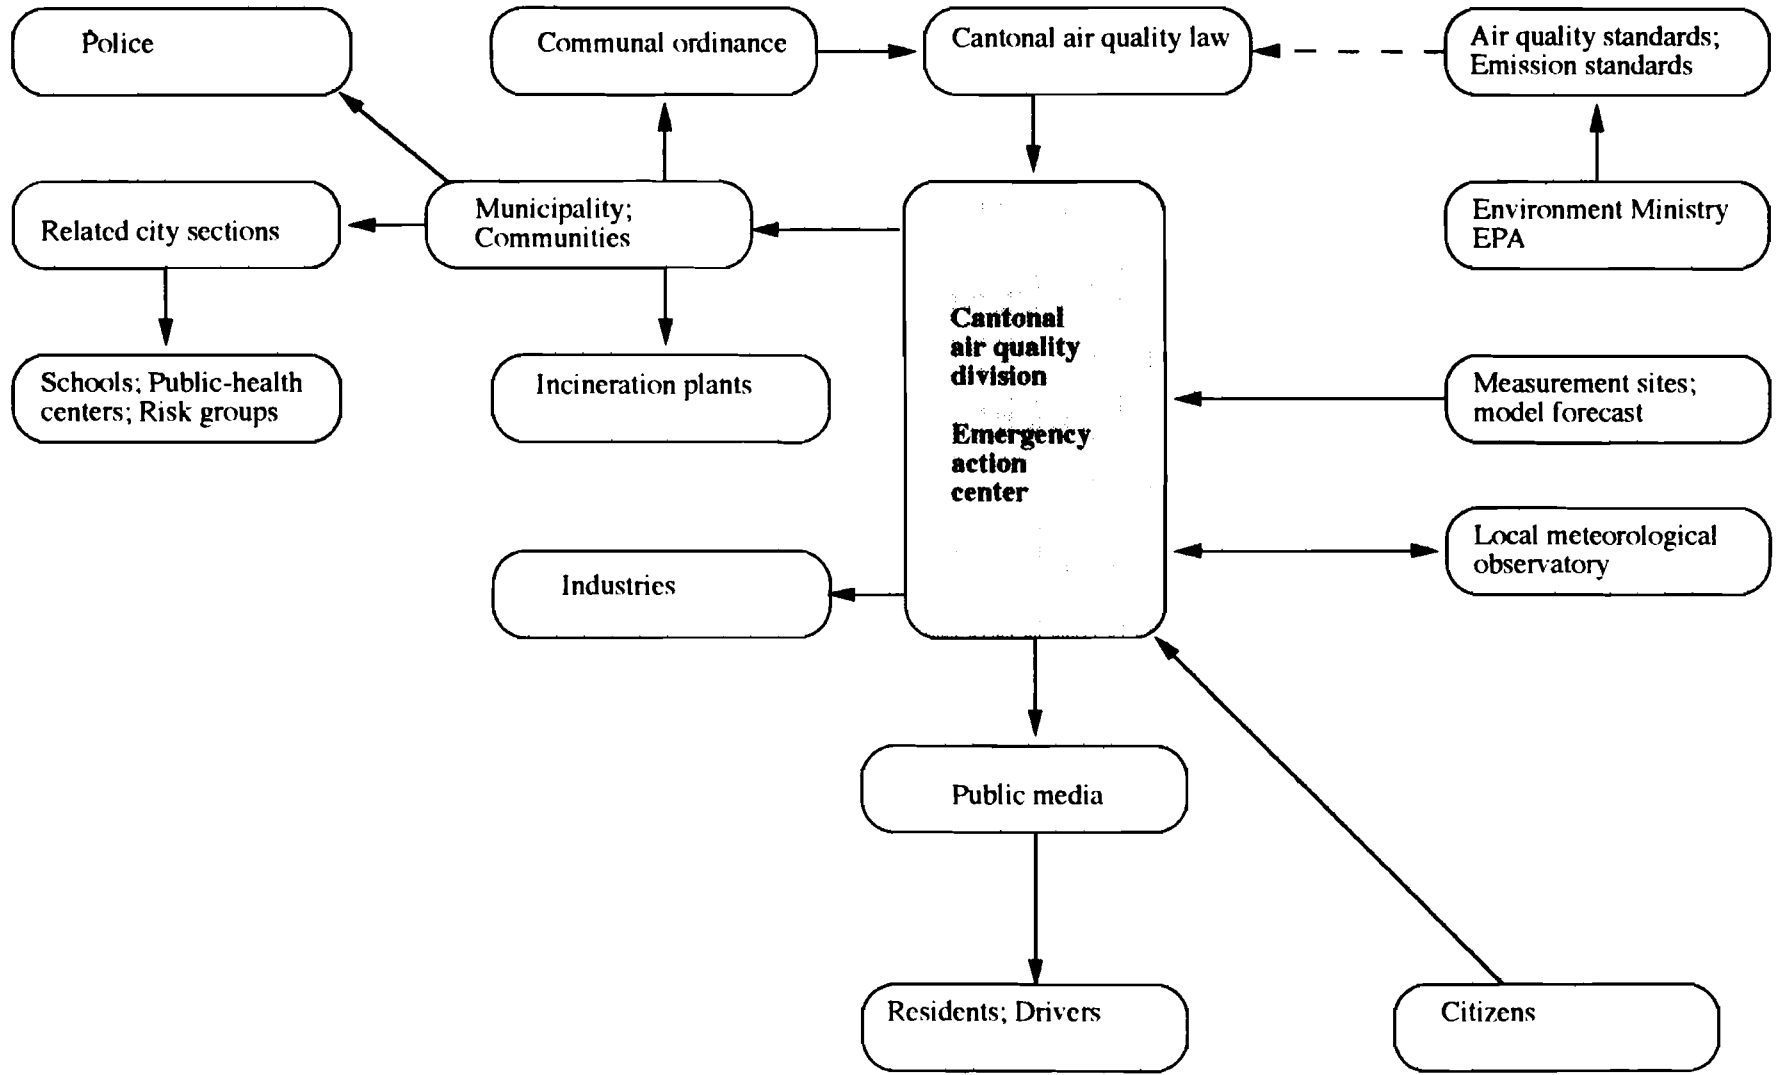 Police
Communal ordinance
Cantonal air quality law
Air quality standards;
Emission standards
Related city sections
Municipality;
Communities
Environment Ministry
EPA
Cantonal
air quality
division
Emergency
action
center
Schools; Public-health
centers; Risk groups
Incineration plants
Measurement sites;
model forecast
Industries
Local meteorological
observatory
Public media
Residents; Drivers
Citizens